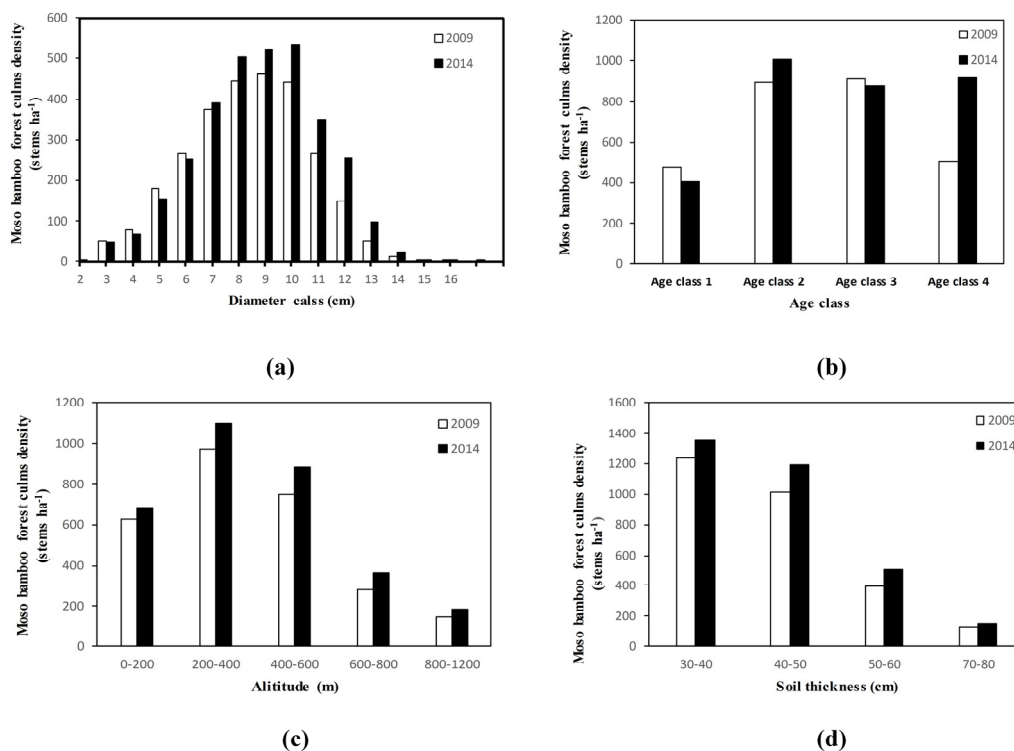 Moso bamboo forest culms density
(stems ha-1)
600
500
400
300
200
100
0
2009
2014
2 3 4 5 6 7 8 9 10 11 12 13 14 15 16
Diameter calss (cm)
(a)
Moso bamboo forest culms density
(stems ha-1)
1200
1000
800
600
400
200
0
2009
2014
Age class 1 Age class 2 Age class 3 Age class 4
Age class
(b)
Moso bamboo forest culms density
(stems ha-1)
1200
1000
800
600
400
200
0
2009
2014
0-200 200-400 400-600 600-800 800-1200
Alititude (m)
(c)
Moso bamboo forest culms density
(stems ha-1)
1600
1400
1200
1000
800
600
400
200
0
2009
2014
30-40 40-50 50-60 70-80
Soil thickness (cm)
(d)